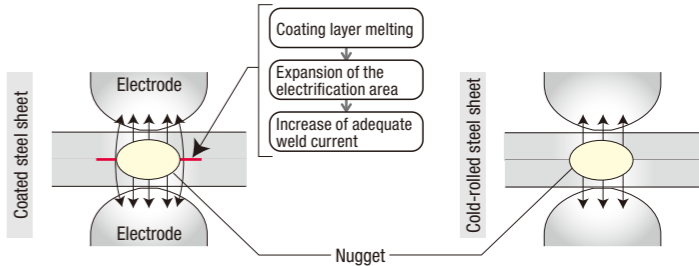 Coated steel sheet
Electrode
Electrode
Coating layer melting
Expansion of the
electrification area
Increase of adequate
weld current
Nugget
Cold-rolled steel sheet